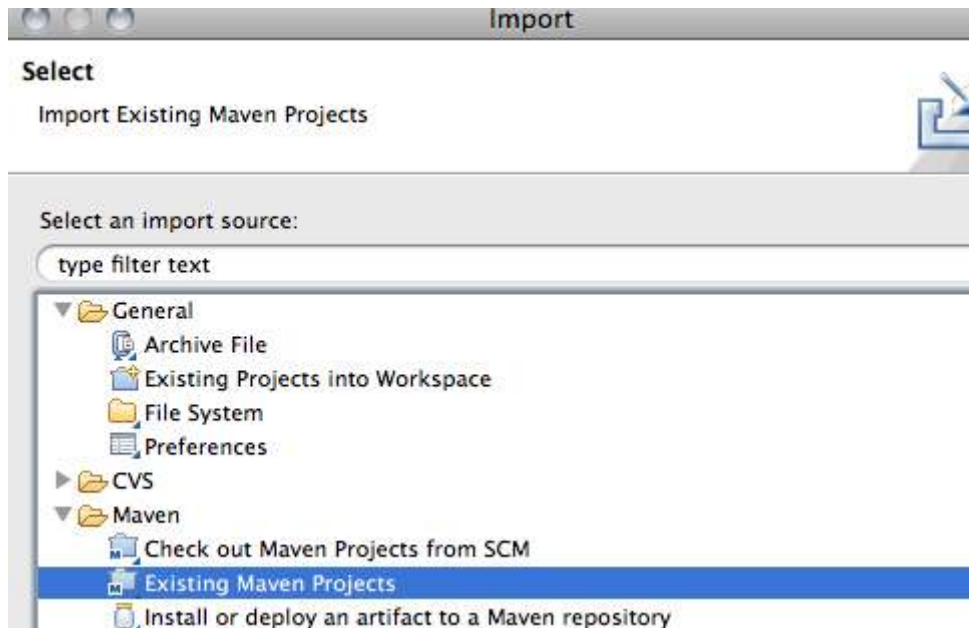 Import
Select
Import Existing Maven Projects
Select an import source:
type filter text
General
Archive File
Existing Projects into Workspace
File System
Preferences
CVS
Maven
Check out Maven Projects from SCM
Existing Maven Projects
Install or deploy an artifact to a Maven repository